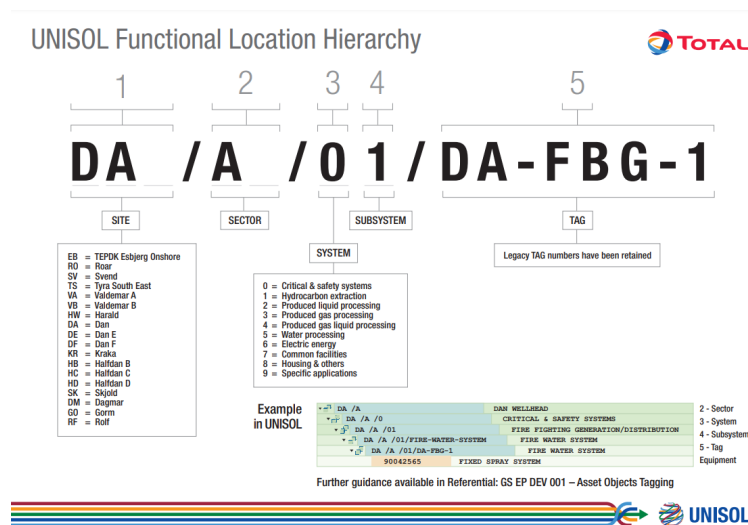 UNISOL Functional Location Hierarchy
TOTAL
1 2 3 4 5
DA /A /01/DA-FBG-1
SITE
SECTOR
SUBSYSTEM
TAG
SYSTEM
Legacy TAG numbers have been retained
EB = TEPDK Esbjerg Onshore
RO = Roar
SV = Svend
TS = Tyra South East
VA = Valdemar A
VB = Valdemar B
HW = Harald
DA = Dan
DE = Dan E
DF = Dan F
KR = Kraka
HB = Halfdan B
HC = Halfdan C
HD = Halfdan D
SK = Skjold
DM = Dagmar
GO = Gorm
RF = Rolf
0 = Critical & safety systems
1 = Hydrocarbon extraction
2 = Produced liquid processing
3 = Produced gas processing
4 = Produced gas liquid processing
5 = Water processing
6 = Electric energy
7 = Common facilities
8 = Housing & others
9 = Specific applications
Example
in UNISOL
DA /A DAN WELLHEAD 2 - Sector
DA /A /0 CRITICAL & SAFETY SYSTEMS 3 - System
DA /A /01 FIRE FIGHTING GENERATION/DISTRIBUTION 4 - Subsystem
DA /A /01/FIRE-WATER-SYSTEM FIRE WATER SYSTEM 5 - Tag
DA /A /01/DA-FBG-1 FIRE WATER SYSTEM
90042565 FIXED SPRAY SYSTEM Equipment
Further guidance available in Referential: GS EP DEV 001 – Asset Objects Tagging
UNISOL